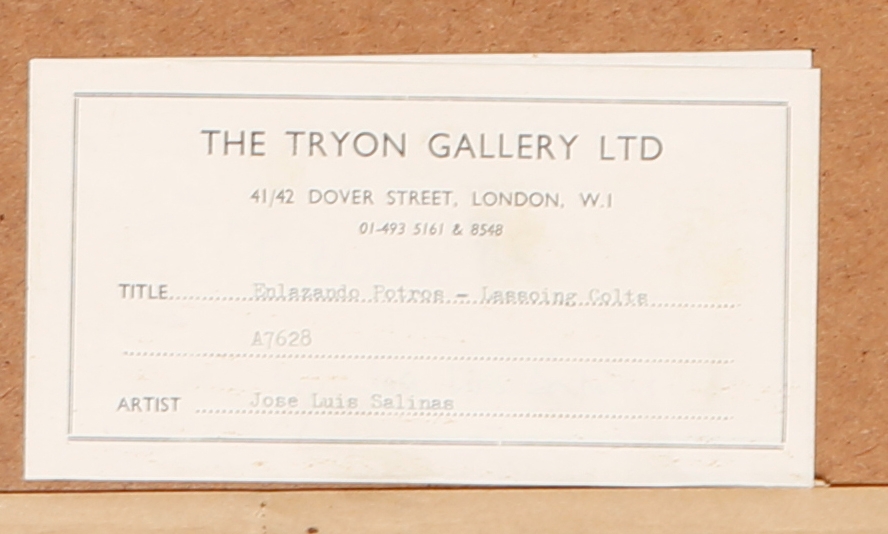 THE TRYON GALLERY LTD
41/42 DOVER STREET, LONDON, W.1
01-493 5161 & 8548
TITLE Enlazando Potros - Lassoing Colts
A7628
ARTIST Jose Luis Salinas